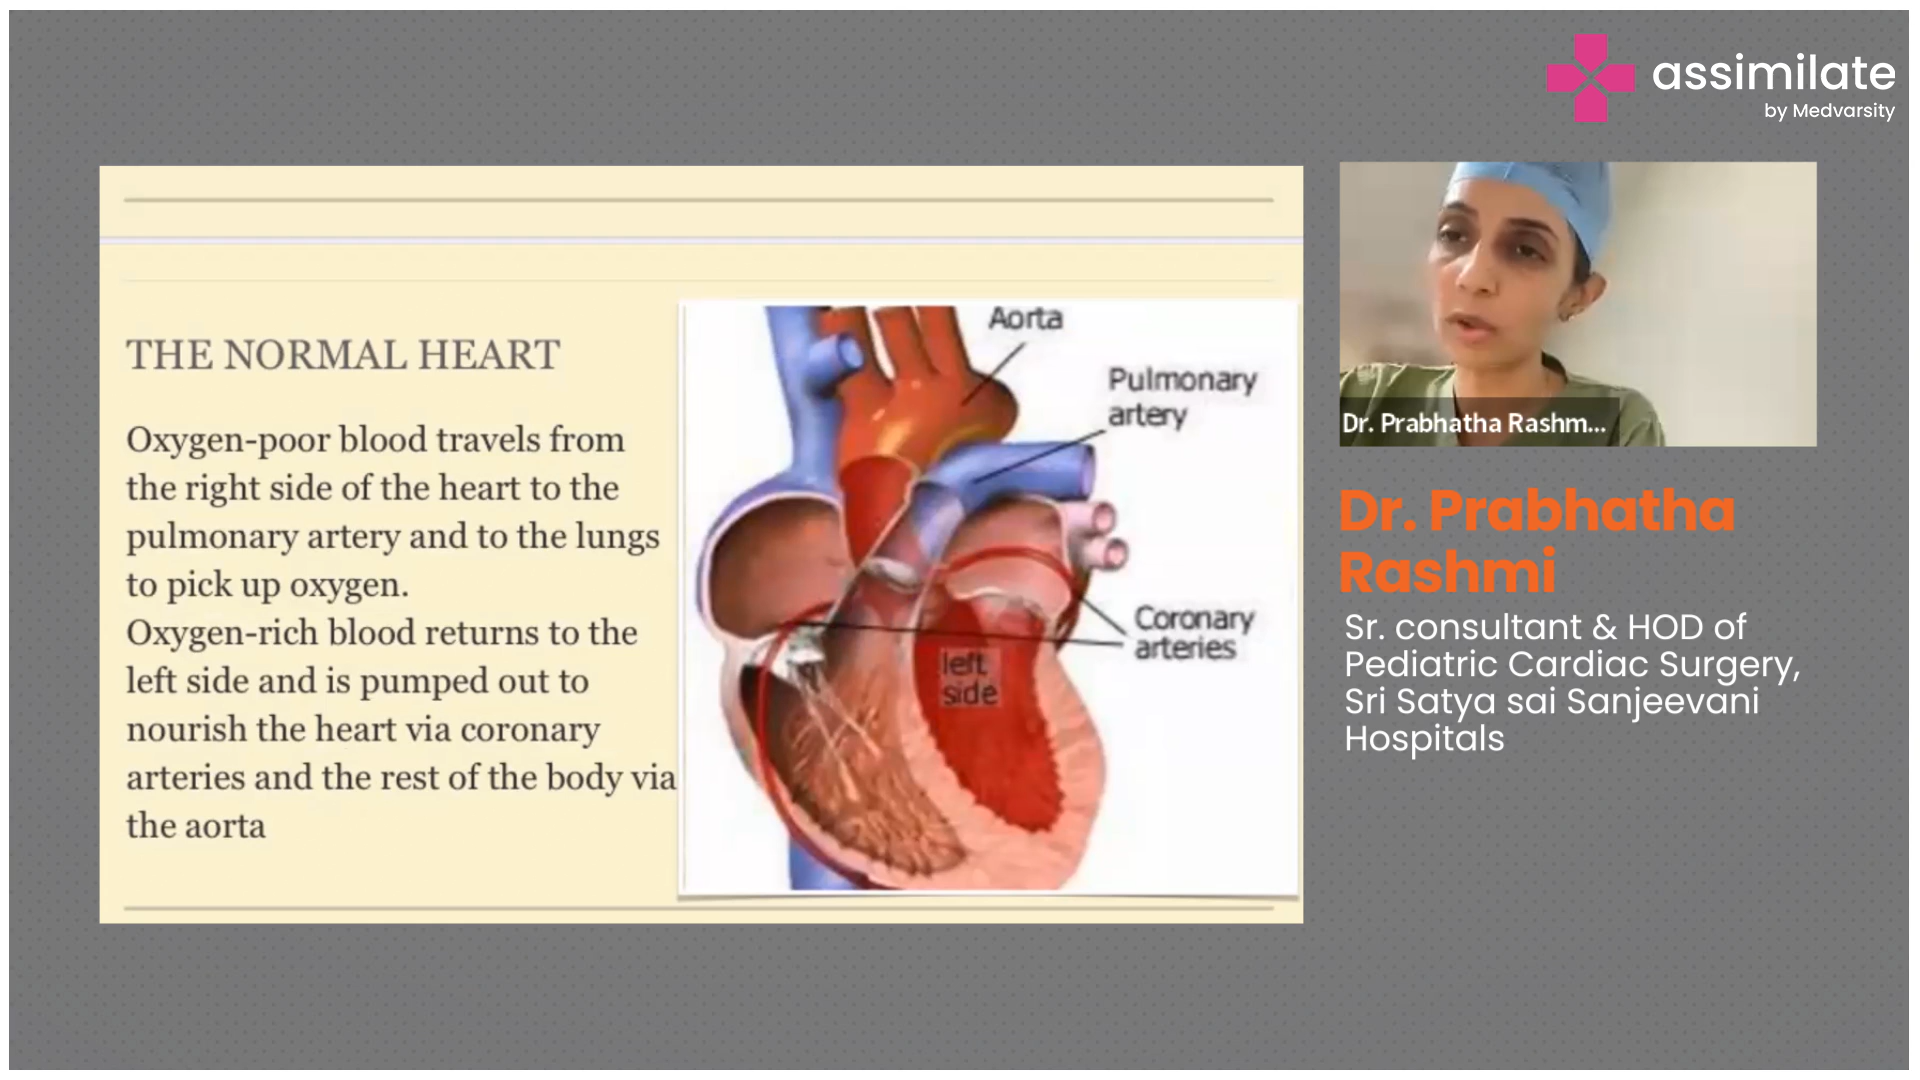 assimilate
by Medvarsity
THE NORMAL HEART
Oxygen-poor blood travels from
the right side of the heart to the
pulmonary artery and to the lungs
to pick up oxygen.
Oxygen-rich blood returns to the
left side and is pumped out to
nourish the heart via coronary
arteries and the rest of the body via
the aorta
Aorta
Pulmonary
artery
Coronary
arteries
left
side
Dr. Prabhatha Rashm...
Dr. Prabhatha
Rashmi
Sr. consultant & HOD of
Pediatric Cardiac Surgery,
Sri Satya sai Sanjeevani
Hospitals